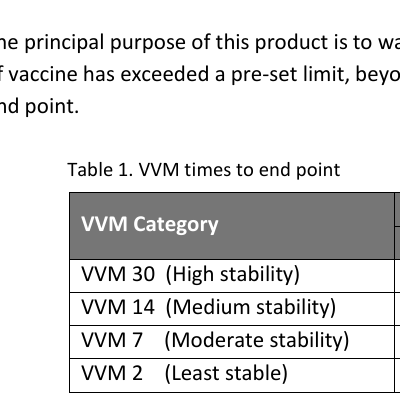 he principal purpose of this product is to wa
f vaccine has exceeded a pre-set limit, beyo
nd point.
Table 1. VVM times to end point
VVM Category
VVM 30 (High stability)
VVM 14 (Medium stability)
VVM 7 (Moderate stability)
VVM 2 (Least stable)